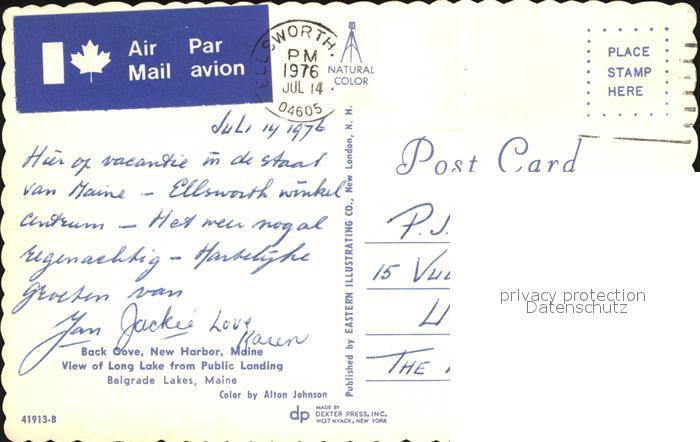 Air Par
Mail avion
ELLSWORTH,
PM
1976
JUL 14
04605
NATURAL
COLOR
PLACE
STAMP
HERE
Juli 14 1976
Hier op vacantie in de staat
van Maine — Ellsworth winkel
centrum — Het weer nogal
regenachtig — Hartelijke
groeten van
Jan Jackie Love
Karen
Back Cove, New Harbor, Maine
View of Long Lake from Public Landing
Belgrade Lakes, Maine
Color by Alton Johnson
41913-B
dp MADE BY
DEXTER PRESS, INC.
WEST NYACK, NEW YORK
Published by EASTERN ILLUSTRATING CO., New London, N. H.
Post Card
P.J.
15
THE
privacy protection
Datenschutz